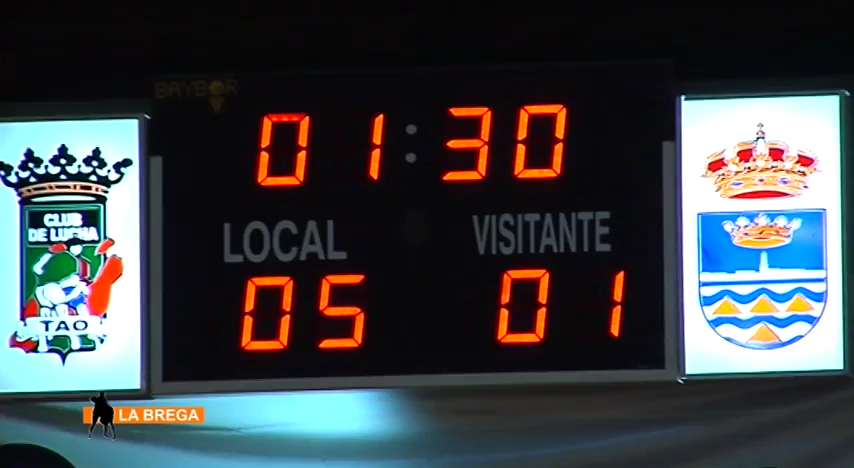 BAYBOR
01:30
CLUB
DE LUCHA
TAO
LOCAL
VISITANTE
05
01
LA BREGA